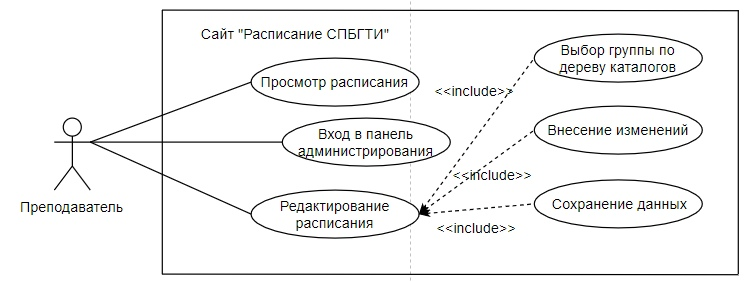 Сайт "Расписание СПБГТИ"
Выбор группы по
дереву каталогов
Просмотр расписания
<<include>>
Вход в панель
администрирования
Внесение изменений
<<include>>
Преподаватель
Редактирование
расписания
Сохранение данных
<<include>>